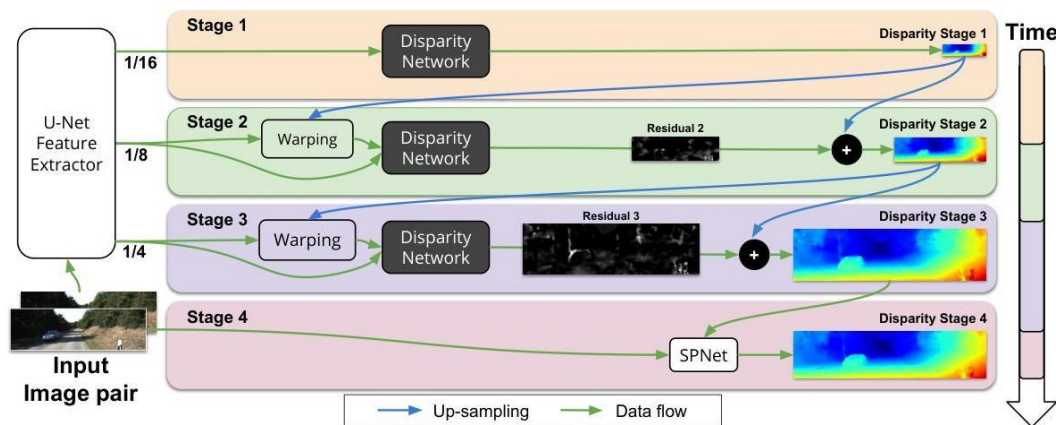 Stage 1
Disparity
Network
Disparity Stage 1
Time
1/16
U-Net
Feature
Extractor
Stage 2
Warping
Disparity
Network
Residual 2
+
Disparity Stage 2
1/8
Stage 3
Warping
Disparity
Network
Residual 3
+
Disparity Stage 3
1/4
Stage 4
SPNet
Disparity Stage 4
Input
Image pair
Up-sampling
Data flow